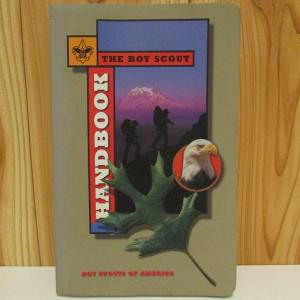 THE BOY SCOUT
HANDBOOK
BOY SCOUTS OF AMERICA